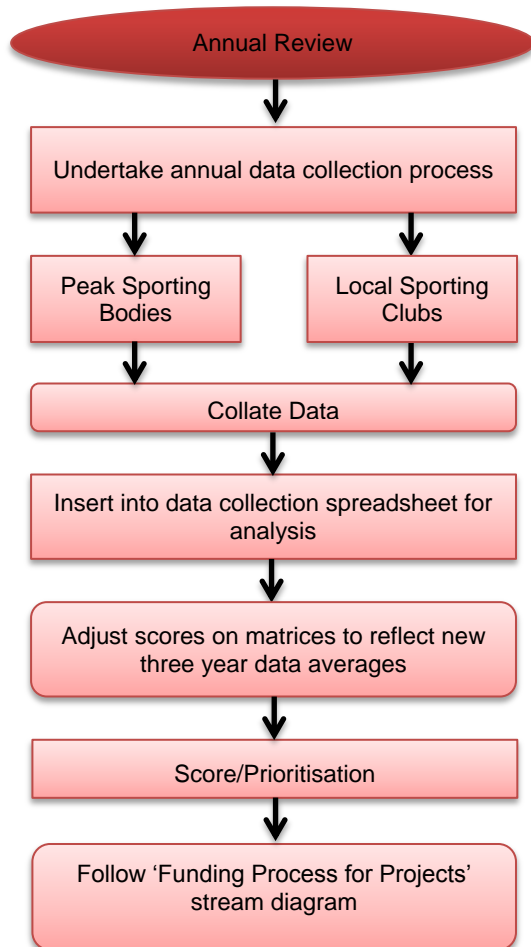 Annual Review
Undertake annual data collection process
Peak Sporting
Bodies
Local Sporting
Clubs
Collate Data
Insert into data collection spreadsheet for
analysis
Adjust scores on matrices to reflect new
three year data averages
Score/Prioritisation
Follow ‘Funding Process for Projects’
stream diagram